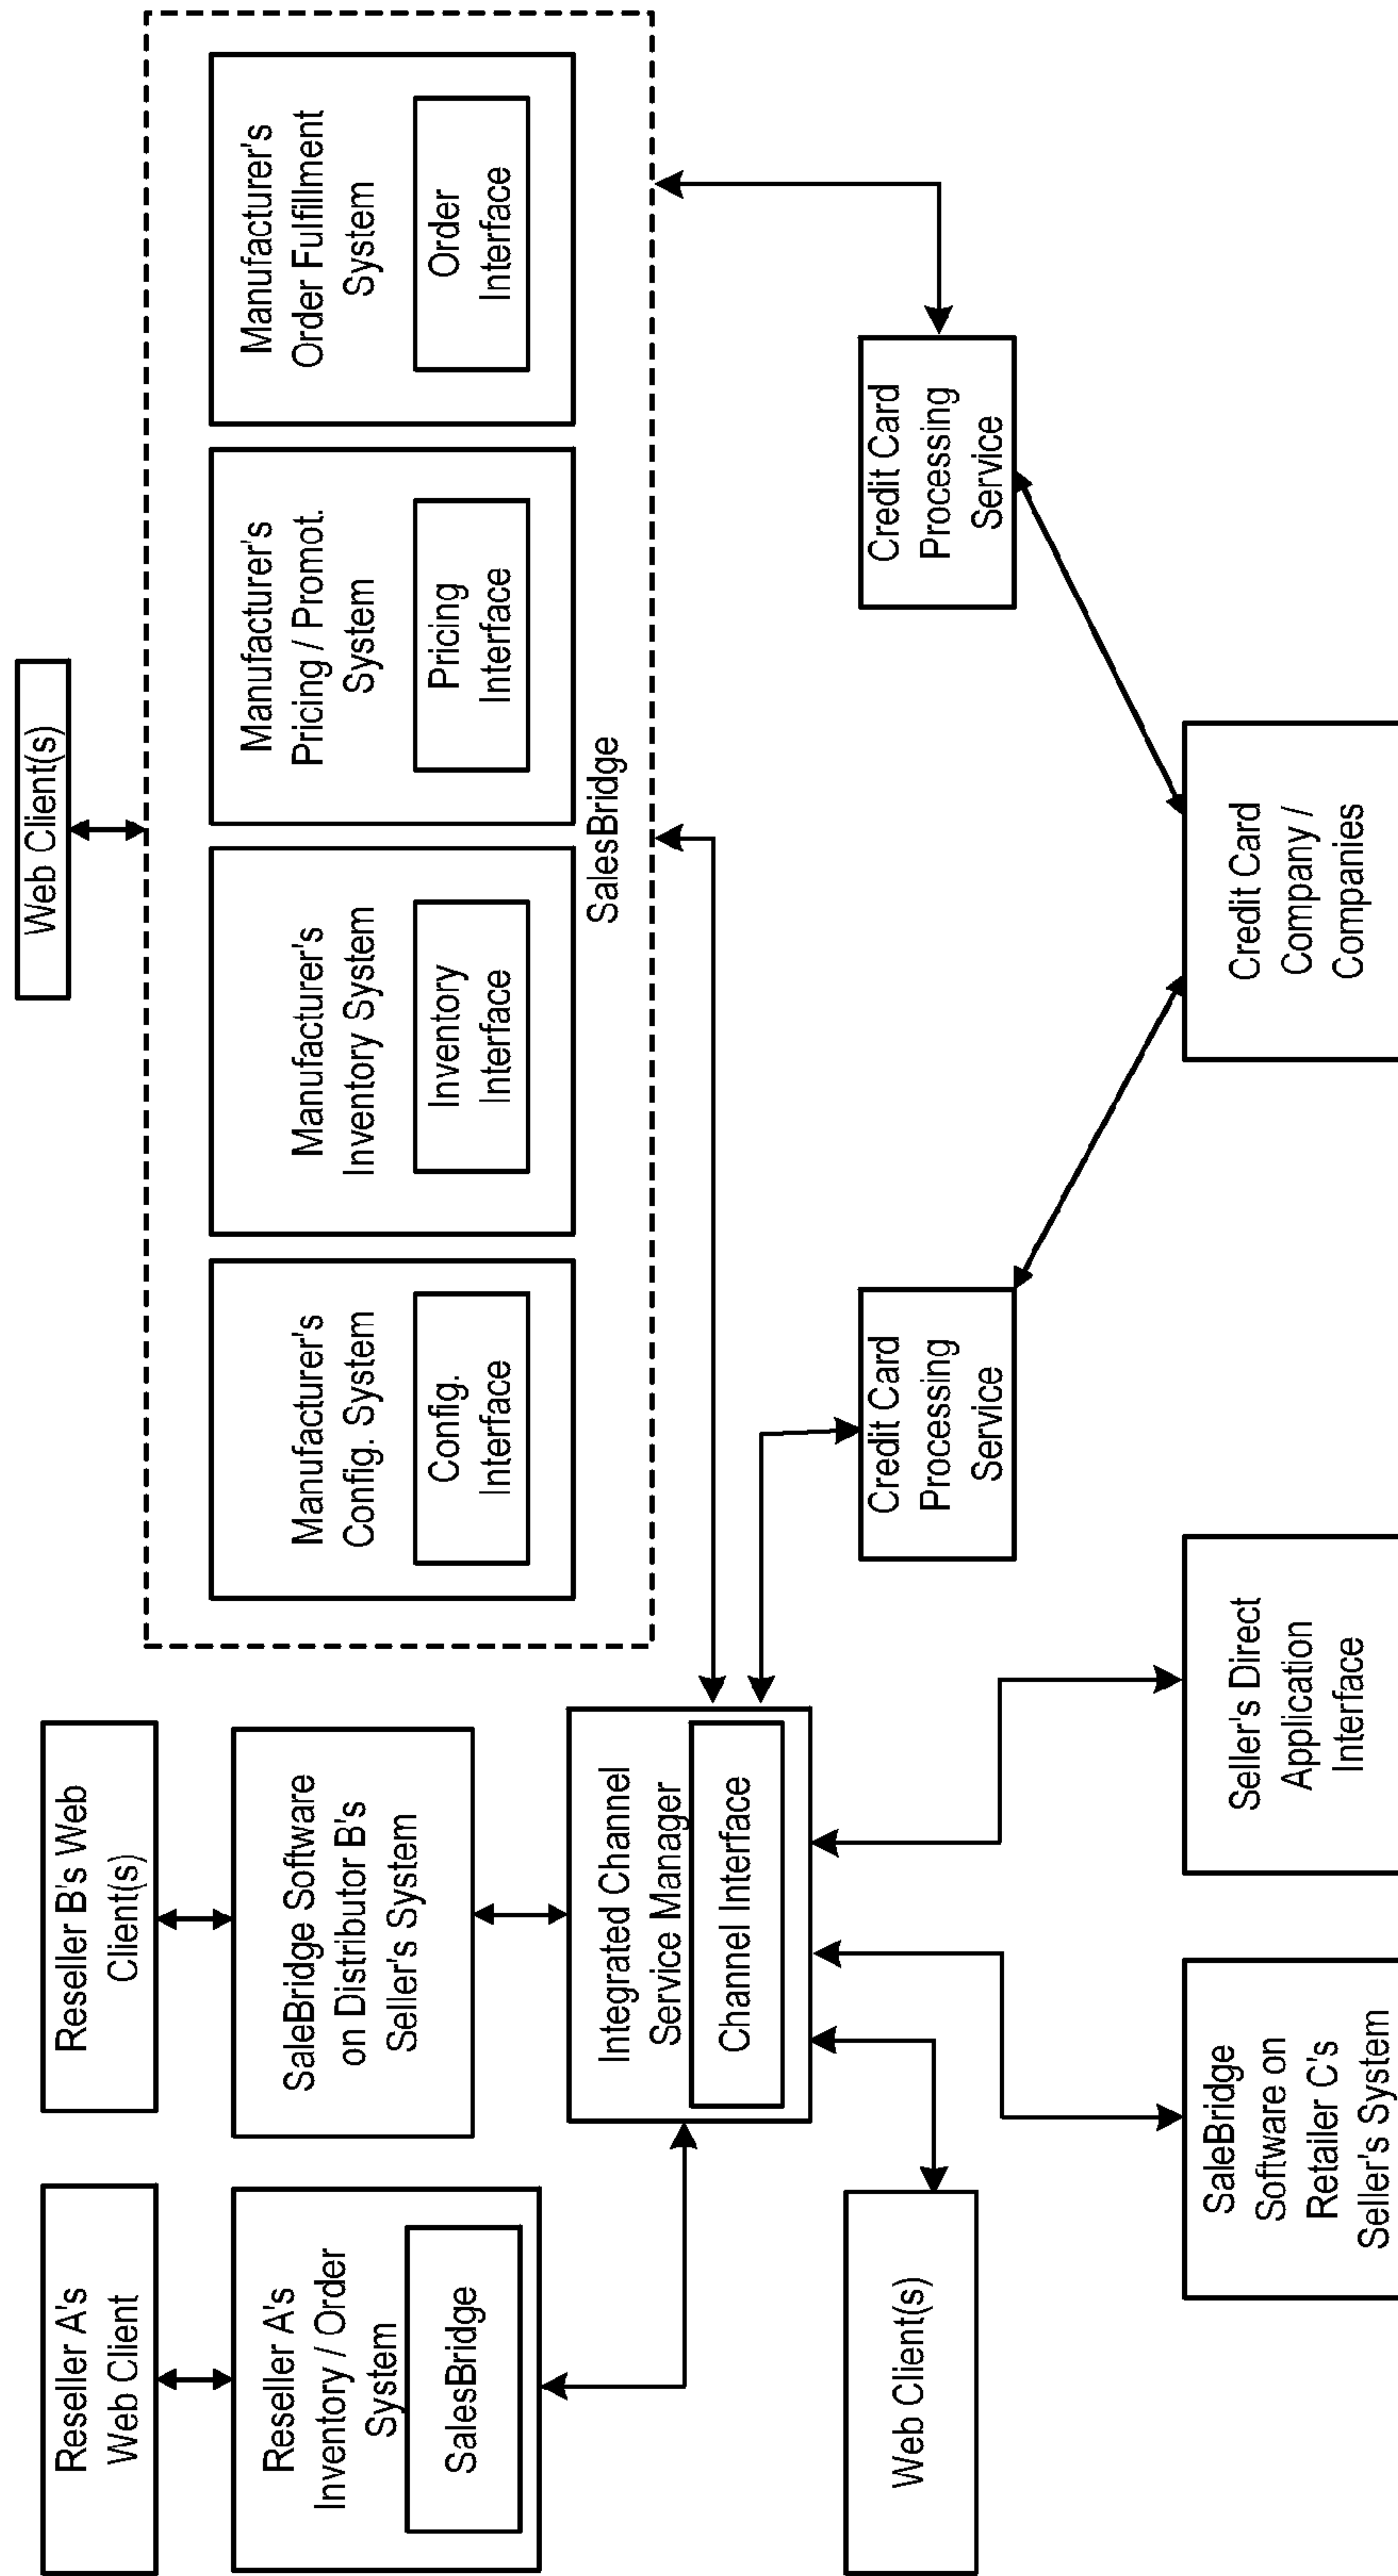 Reseller A's
Web Client
Reseller B's Web
Client(s)
Web Client(s)
Reseller A's
Inventory / Order
System
SalesBridge
SaleBridge Software
on Distributor B's
Seller's System
Manufacturer's
Config. System
Config.
Interface
Manufacturer's
Inventory System
Inventory
Interface
Manufacturer's
Pricing / Promot.
System
Pricing
Interface
Manufacturer's
Order Fulfillment
System
Order
Interface
SalesBridge
Integrated Channel
Service Manager
Channel Interface
Web Client(s)
Credit Card
Processing
Service
Credit Card
Processing
Service
SaleBridge
Software on
Retailer C's
Seller's System
Seller's Direct
Application
Interface
Credit Card
Company /
Companies